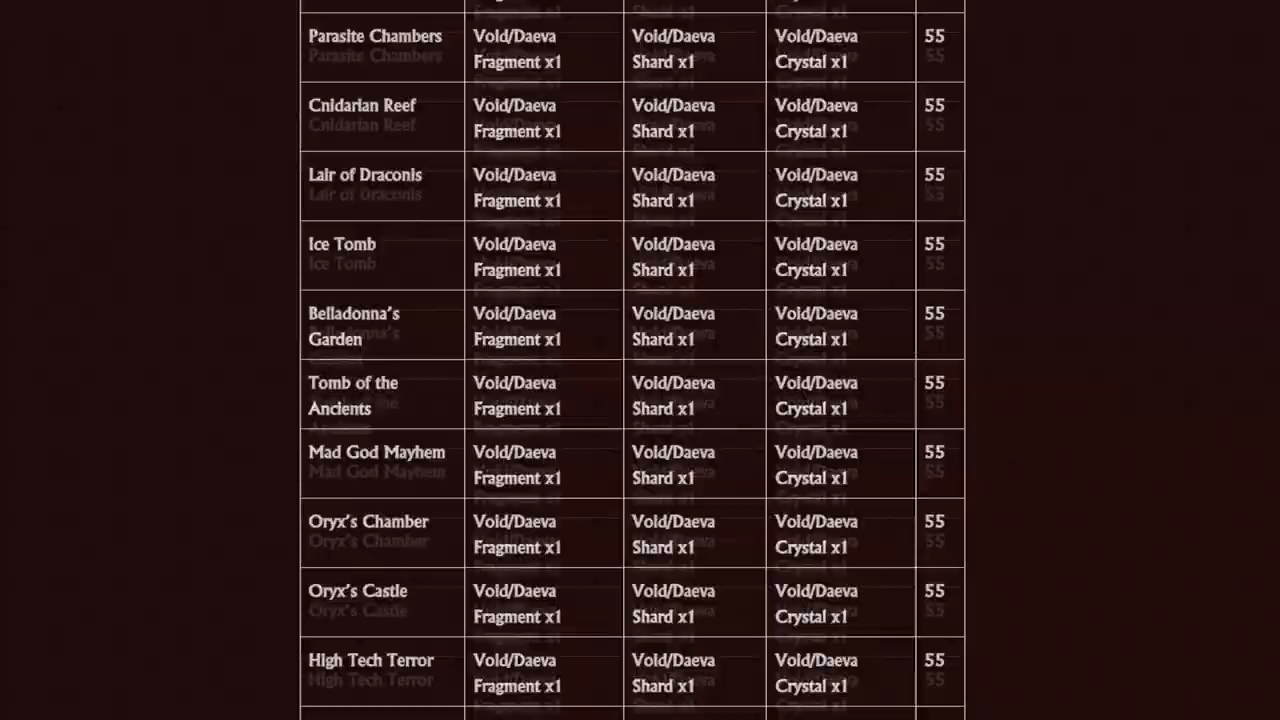 Parasite Chambers Void/Daeva Void/Daeva Void/Daeva 55
Fragment x1 Shard x1 Crystal x1
Cnidarian Reef Void/Daeva Void/Daeva Void/Daeva 55
Fragment x1 Shard x1 Crystal x1
Lair of Draconis Void/Daeva Void/Daeva Void/Daeva 55
Fragment x1 Shard x1 Crystal x1
Ice Tomb Void/Daeva Void/Daeva Void/Daeva 55
Fragment x1 Shard x1 Crystal x1
Belladonna's Void/Daeva Void/Daeva Void/Daeva 55
Garden Fragment x1 Shard x1 Crystal x1
Tomb of the Void/Daeva Void/Daeva Void/Daeva 55
Ancients Fragment x1 Shard x1 Crystal x1
Mad God Mayhem Void/Daeva Void/Daeva Void/Daeva 55
Fragment x1 Shard x1 Crystal x1
Oryx's Chamber Void/Daeva Void/Daeva Void/Daeva 55
Fragment x1 Shard x1 Crystal x1
Oryx's Castle Void/Daeva Void/Daeva Void/Daeva 55
Fragment x1 Shard x1 Crystal x1
High Tech Terror Void/Daeva Void/Daeva Void/Daeva 55
Fragment x1 Shard x1 Crystal x1